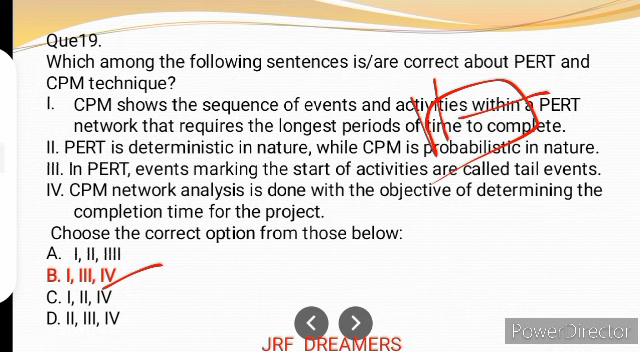 Que19.
Which among the following sentences is/are correct about PERT and
CPM technique?
I. CPM shows the sequence of events and activities within a PERT
network that requires the longest periods of time to complete.
II. PERT is deterministic in nature, while CPM is probabilistic in nature.
III. In PERT, events marking the start of activities are called tail events.
IV. CPM network analysis is done with the objective of determining the
completion time for the project.
Choose the correct option from those below:
A. I, II, IIII
B. I, III, IV
C. I, II, IV
D. II, III, IV
JRF DREAMERS
PowerDirector